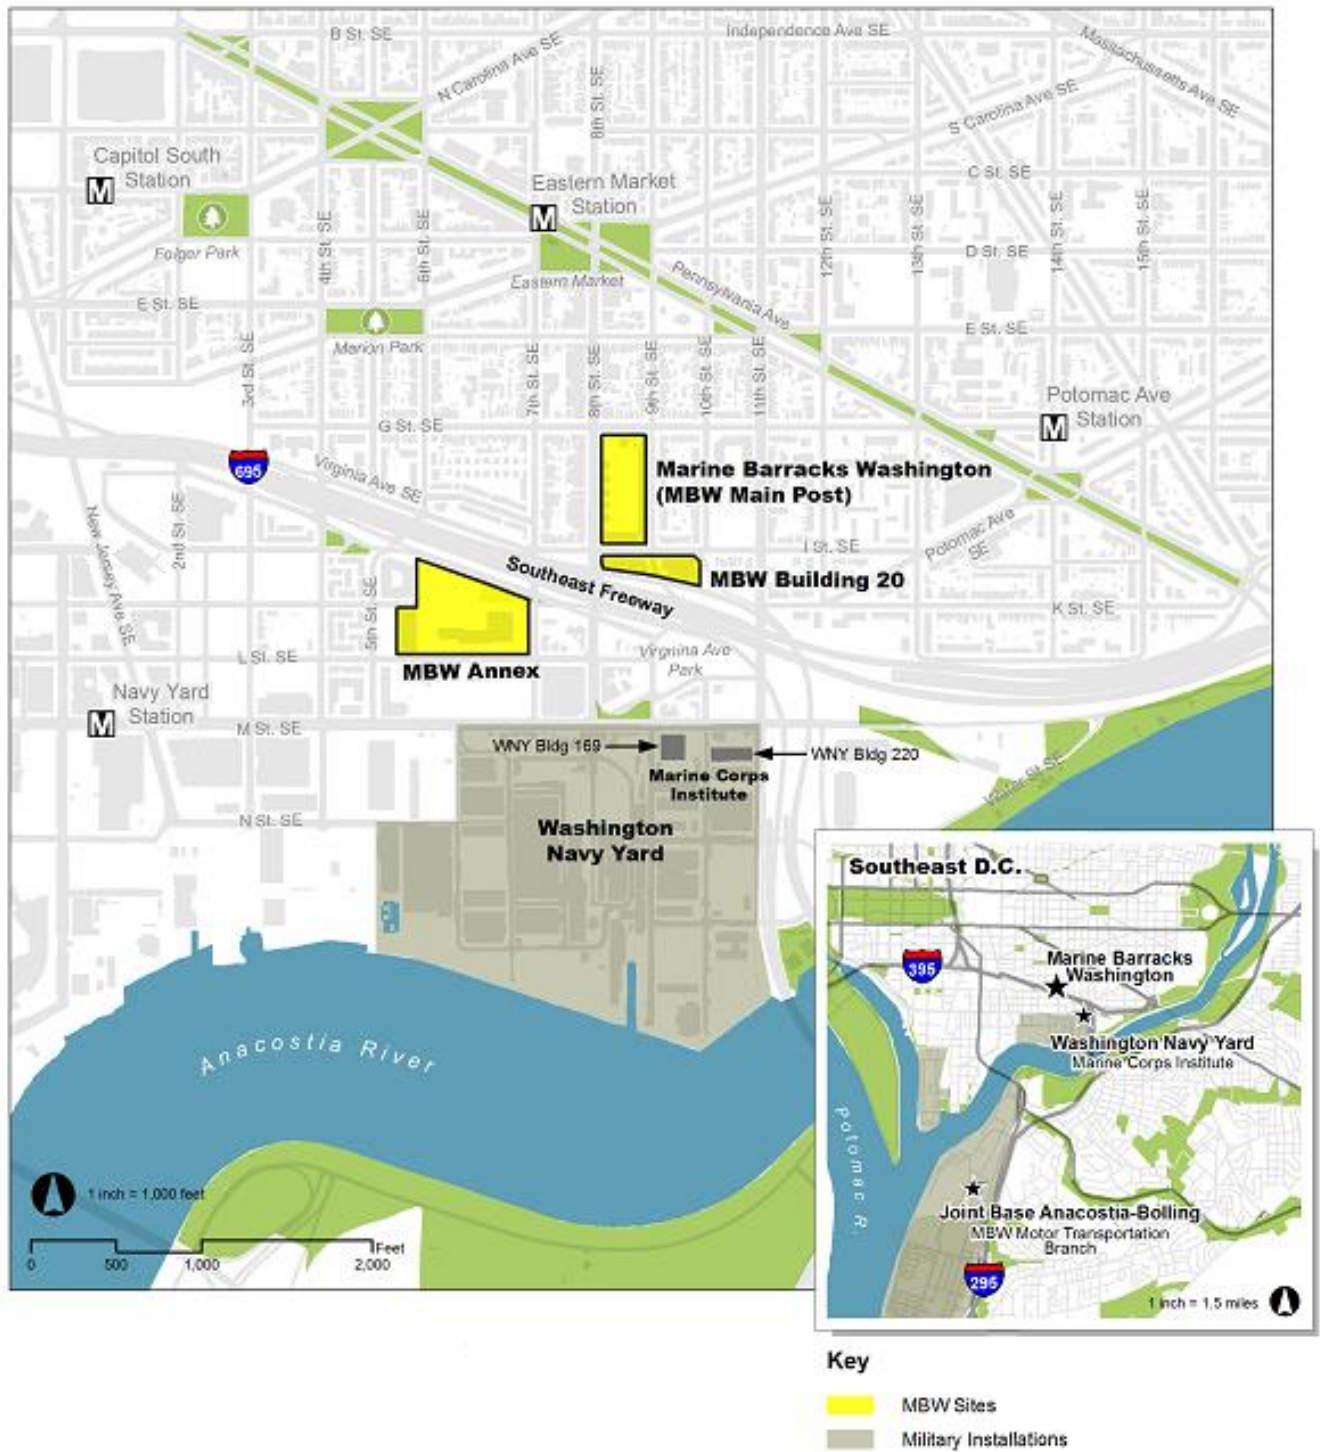 B St. SE
Independence Ave SE
Massachussetts Ave SE
N Carolina Ave SE
8th St. SE
S Carolina Ave SE
Capitol South
Station
M
C St. SE
Eastern Market
Station
M
4th St. SE
6th St. SE
12th St. SE
13th St. SE
14th St. SE
15th St. SE
Folger Park
D St. SE
Eastern Market
Pennsylvania Ave
E St. SE
E St. SE
Marion Park
3rd St. SE
7th St. SE
8th St. SE
9th St. SE
10th St. SE
11th St. SE
Potomac Ave
Station
M
G St. SE
695
Virginia Ave SE
Marine Barracks Washington
(MBW Main Post)
New Jersey Ave SE
2nd St. SE
I St. SE
Potomac Ave
SE
Southeast Freeway
MBW Building 20
5th St. SE
K St. SE
L St. SE
MBW Annex
Virgnina Ave
Park
Navy Yard
Station
M
M St. SE
WNY Bldg 169
WNY Bldg 220
Marine Corps
Institute
Water St. SE
N St. SE
Washington
Navy Yard
Anacostia River
1 inch = 1,000 feet
Feet
0 500 1,000 2,000
Southeast D.C.
395
Marine Barracks
Washington
Washington Navy Yard
Marine Corps Institute
Potomac R.
Joint Base Anacostia-Bolling
MBW Motor Transportation
Branch
295
1 inch = 1.5 miles
Key
MBW Sites
Military Installations